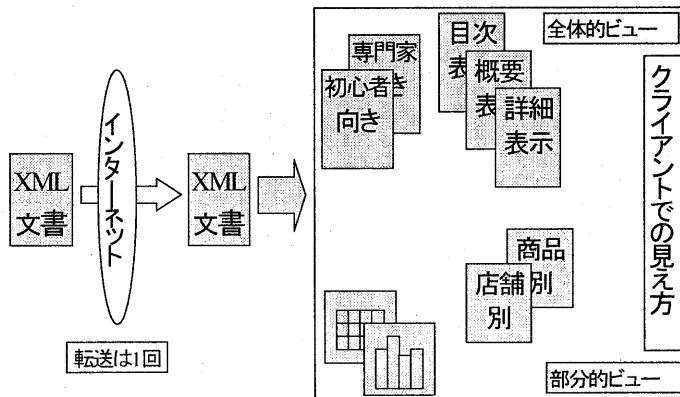 XML
文書
インターネット
XML
文書
転送は1回
専門家
き
初心者
向き
目次
表
概要
表
詳細
表示
全体的ビュー
クライアントでの見え方
商品
別
店舗
別
部分的ビュー